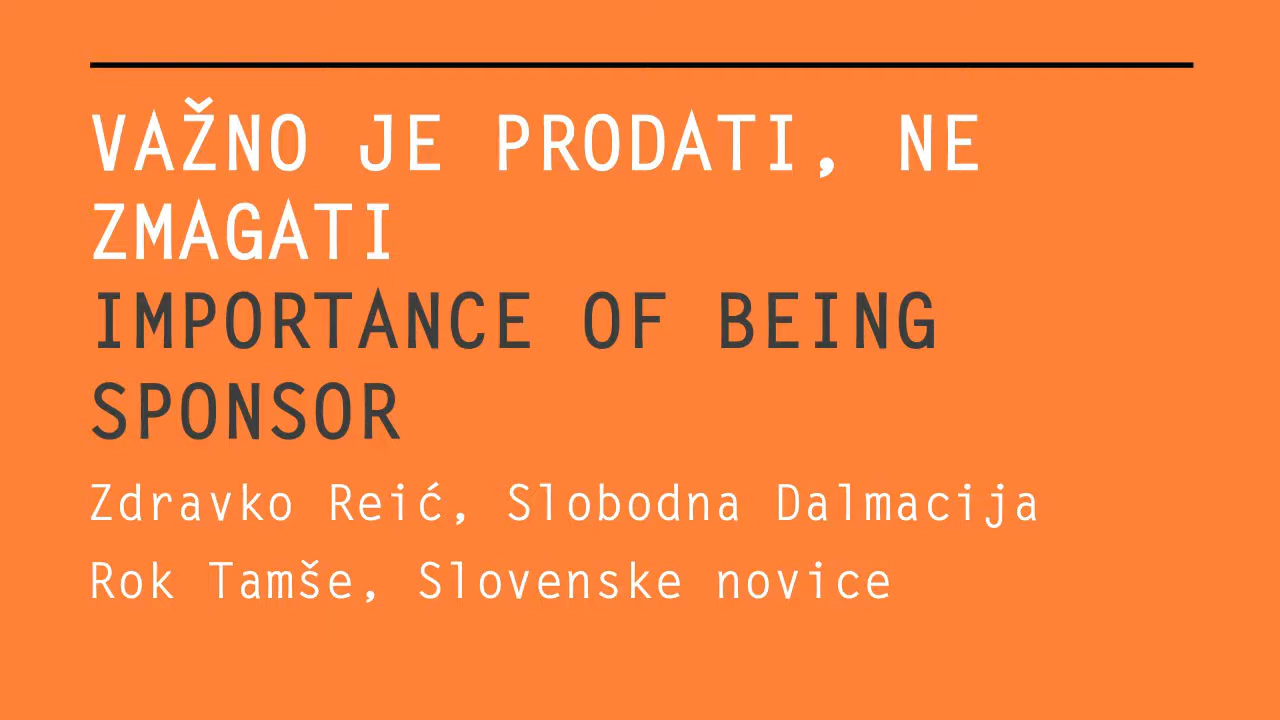 VAŽNO JE PRODATI, NE
ZMAGATI
IMPORTANCE OF BEING
SPONSOR
Zdravko Reić, Slobodna Dalmacija
Rok Tamše, Slovenske novice